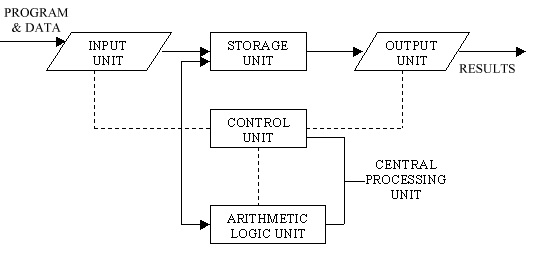 PROGRAM
& DATA
INPUT
UNIT
STORAGE
UNIT
OUTPUT
UNIT
RESULTS
CONTROL
UNIT
CENTRAL
PROCESSING
UNIT
ARITHMETIC
LOGIC UNIT